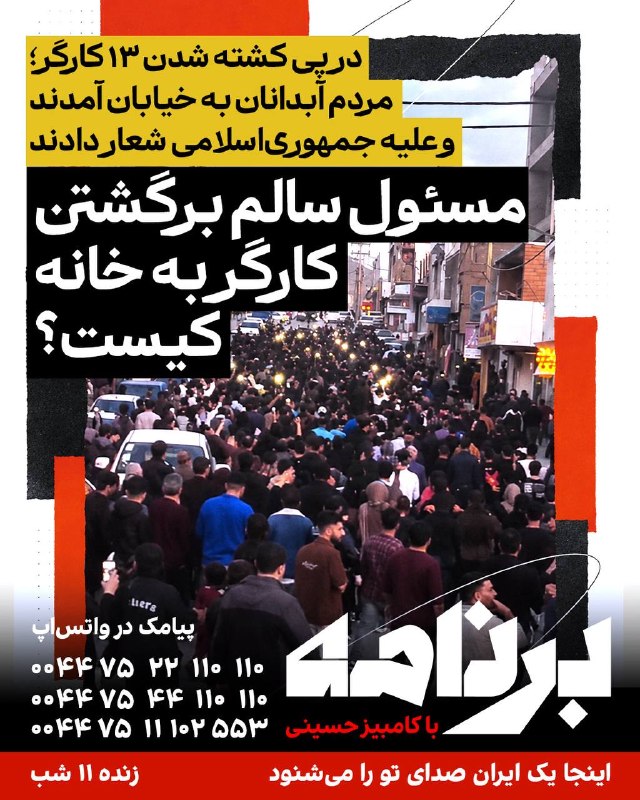 در پی کشته شدن ۱۳ کارگر؛
مردم آبدانان به خیابان آمدند
و علیه جمهوری‌اسلامی شعار دادند
مسئول سالم برگشتن
کارگر به خانه
کیست؟
پیامک در واتس‌اپ
۰۰۴۴ ۷۵ ۲۲ ۱۱۰ ۱۱۰
۰۰۴۴ ۷۵ ۴۴ ۱۱۰ ۱۱۰
۰۰۴۴ ۷۵ ۱۱ ۱۰۲ ۵۵۳
برنامه
با کامبیز حسینی
اینجا یک ایران صدای تو را می‌شنود
زنده ۱۱ شب